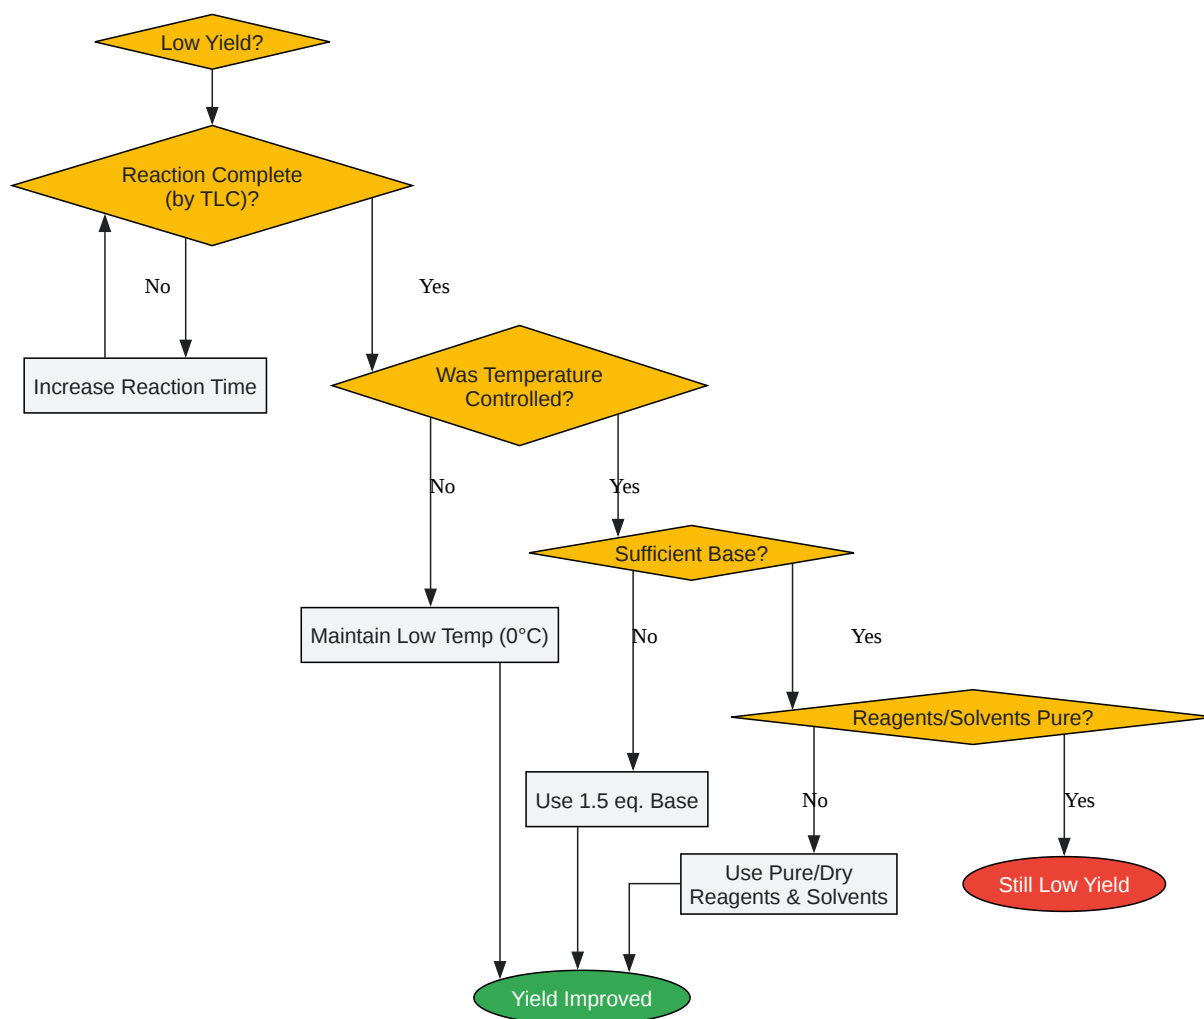 Low Yield?
Reaction Complete
(by TLC)?
No
Yes
Increase Reaction Time
Was Temperature
Controlled?
No
Yes
Sufficient Base?
Maintain Low Temp (0°C)
No
Yes
Reagents/Solvents Pure?
Use 1.5 eq. Base
No
Yes
Use Pure/Dry
Reagents & Solvents
Still Low Yield
Yield Improved